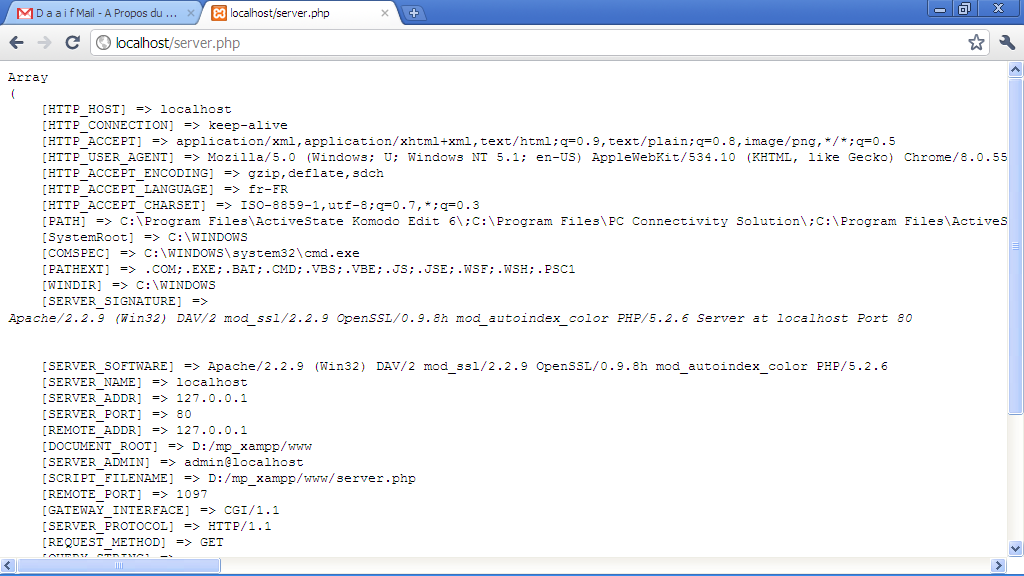 D a a i f Mail - A Propos du ...
localhost/server.php
localhost/server.php
Array
(
[HTTP_HOST] => localhost
[HTTP_CONNECTION] => keep-alive
[HTTP_ACCEPT] => application/xml,application/xhtml+xml,text/html;q=0.9,text/plain;q=0.8,image/png,*/*;q=0.5
[HTTP_USER_AGENT] => Mozilla/5.0 (Windows; U; Windows NT 5.1; en-US) AppleWebKit/534.10 (KHTML, like Gecko) Chrome/8.0.55
[HTTP_ACCEPT_ENCODING] => gzip,deflate,sdch
[HTTP_ACCEPT_LANGUAGE] => fr-FR
[HTTP_ACCEPT_CHARSET] => ISO-8859-1,utf-8;q=0.7,*;q=0.3
[PATH] => C:\Program Files\ActiveState Komodo Edit 6\;C:\Program Files\PC Connectivity Solution\;C:\Program Files\ActiveS
[SystemRoot] => C:\WINDOWS
[COMSPEC] => C:\WINDOWS\system32\cmd.exe
[PATHEXT] => .COM;.EXE;.BAT;.CMD;.VBS;.VBE;.JS;.JSE;.WSF;.WSH;.PSC1
[WINDIR] => C:\WINDOWS
[SERVER_SIGNATURE] =>
Apache/2.2.9 (Win32) DAV/2 mod_ssl/2.2.9 OpenSSL/0.9.8h mod_autoindex_color PHP/5.2.6 Server at localhost Port 80
[SERVER_SOFTWARE] => Apache/2.2.9 (Win32) DAV/2 mod_ssl/2.2.9 OpenSSL/0.9.8h mod_autoindex_color PHP/5.2.6
[SERVER_NAME] => localhost
[SERVER_ADDR] => 127.0.0.1
[SERVER_PORT] => 80
[REMOTE_ADDR] => 127.0.0.1
[DOCUMENT_ROOT] => D:/mp_xampp/www
[SERVER_ADMIN] => admin@localhost
[SCRIPT_FILENAME] => D:/mp_xampp/www/server.php
[REMOTE_PORT] => 1097
[GATEWAY_INTERFACE] => CGI/1.1
[SERVER_PROTOCOL] => HTTP/1.1
[REQUEST_METHOD] => GET
[QUERY_STRING] =>